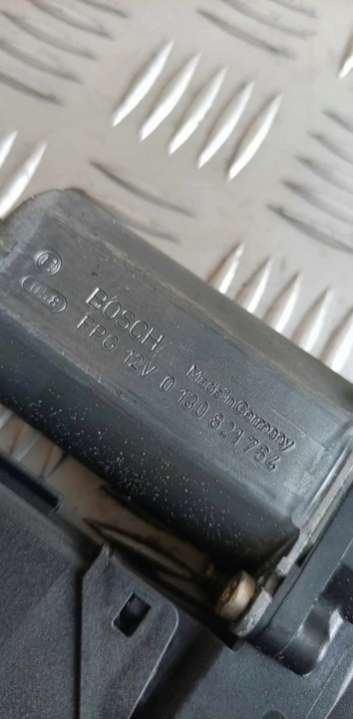 BOSCH
Made in Germany
FPG 12V 0 130 821 764